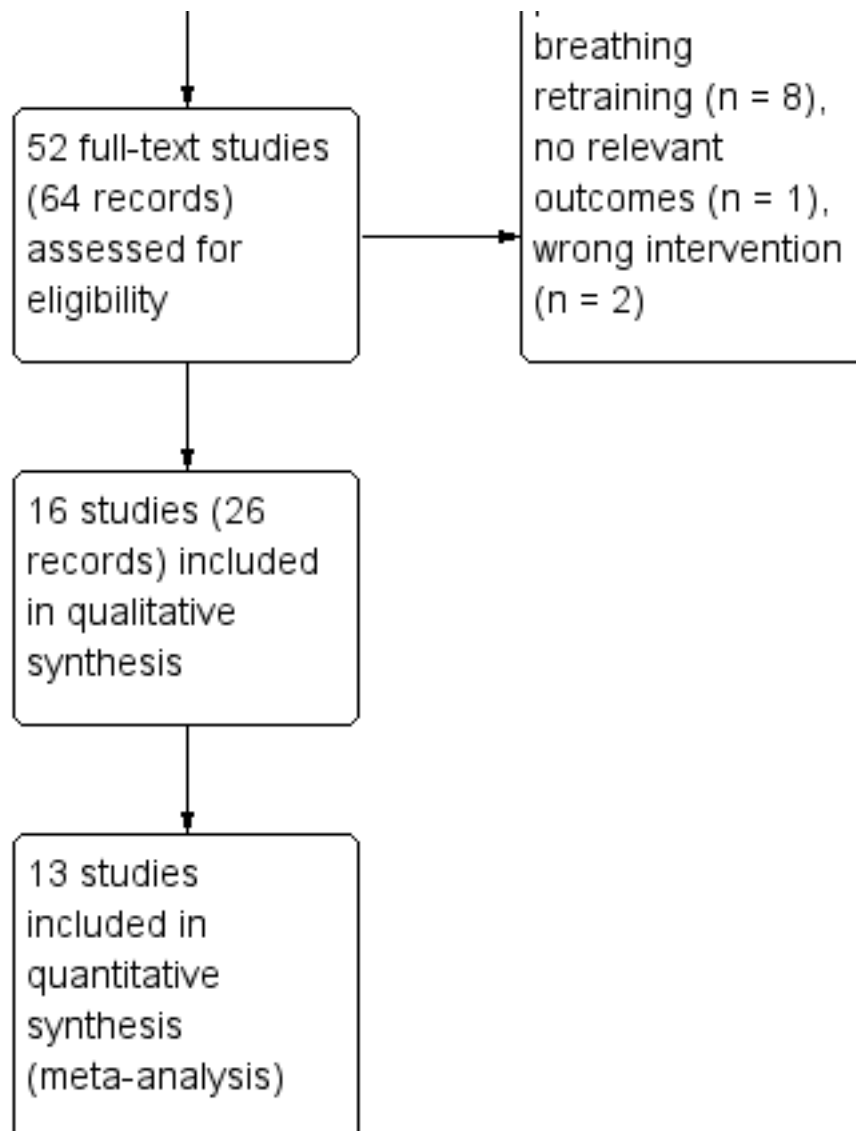 52 full-text studies
(64 records)
assessed for
eligibility
breathing
retraining (n = 8),
no relevant
outcomes (n = 1),
wrong intervention
(n = 2)
16 studies (26
records) included
in qualitative
synthesis
13 studies
included in
quantitative
synthesis
(meta-analysis)